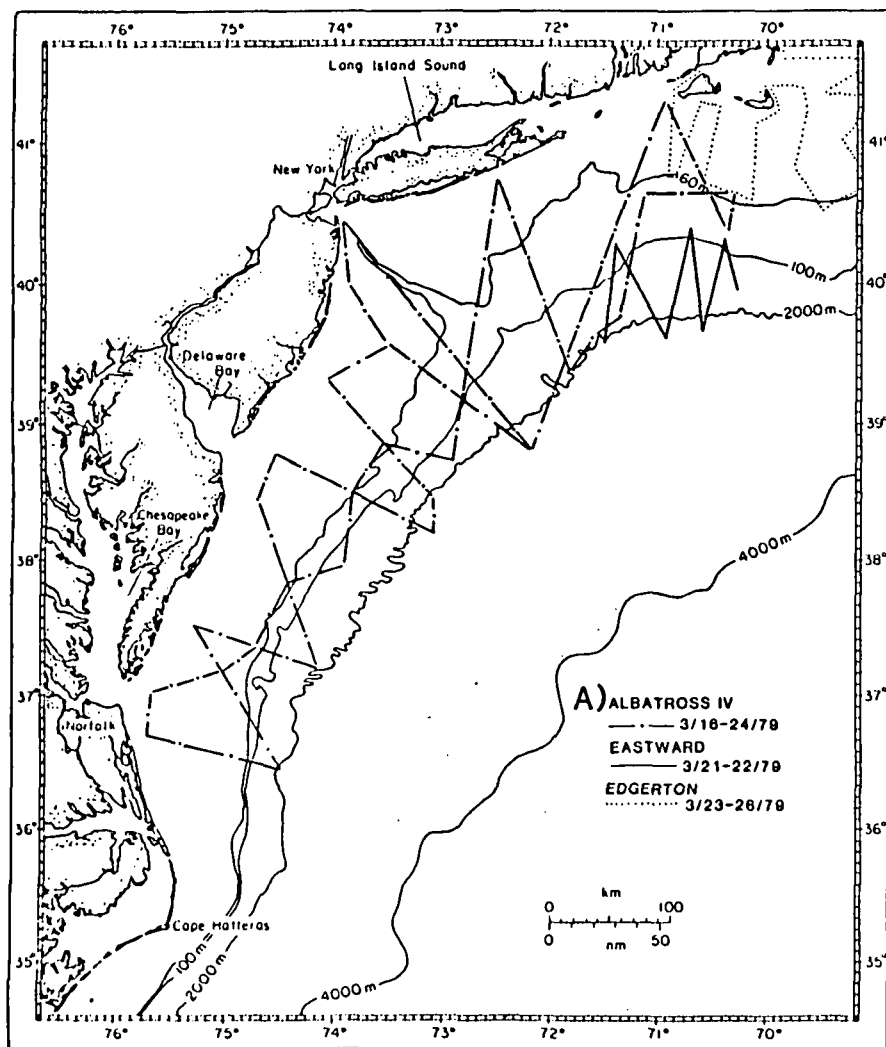 76° 75° 74° 73° 72° 71° 70°
Long Island Sound
41° 41°
New York
60m
40° 100m 40°
2000m
Delaware
Bay
39° 39°
Chesapeake
Bay
4000m
38° 38°
37° 37°
A) ALBATROSS IV
3/16-24/79
Norfolk
EASTWARD
3/21-22/79
EDGERTON
3/23-26/79
36° 36°
km
0 100
Cape Hatteras
0 50
nm
100m
35° 2000m 35°
4000m
76° 75° 74° 73° 72° 71° 70°